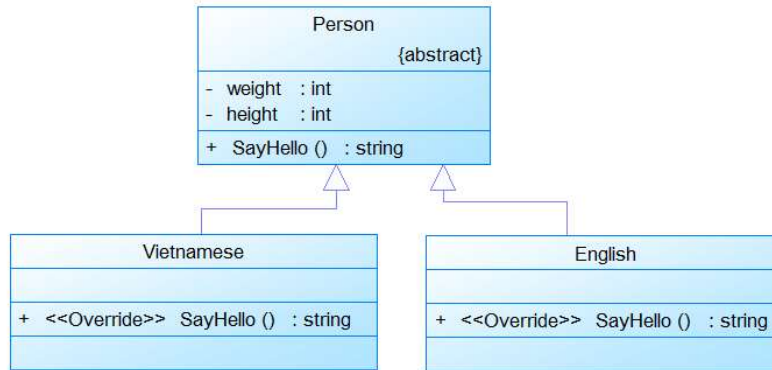 Person
{abstract}
- weight : int
- height : int
+ SayHello () : string
Vietnamese
+ <<Override>> SayHello () : string
English
+ <<Override>> SayHello () : string